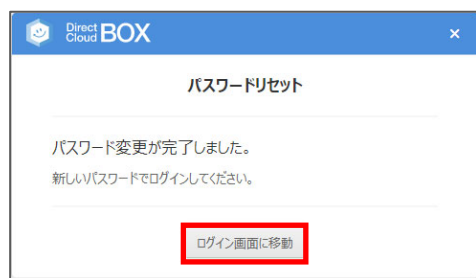 Direct Cloud BOX ×
パスワードリセット
パスワード変更が完了しました。
新しいパスワードでログインしてください。
ログイン画面に移動